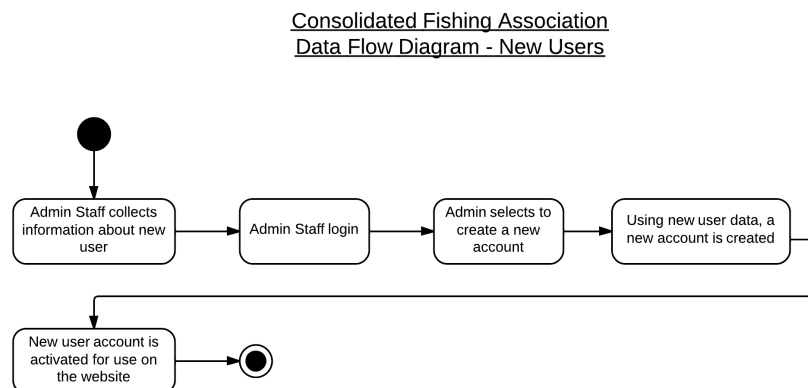 Consolidated Fishing Association
Data Flow Diagram - New Users
Admin Staff collects
information about new
user
Admin Staff login
Admin selects to
create a new
account
Using new user data, a
new account is created
New user account is
activated for use on
the website